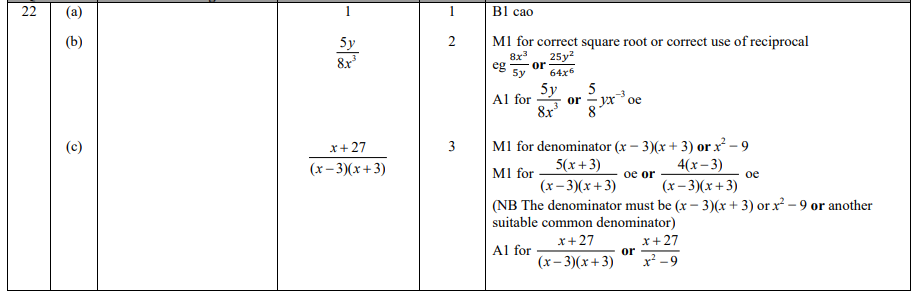 22 (a) 1 1 B1 cao
(b) 5y/8x³ 2 M1 for correct square root or correct use of reciprocal
eg 8x³/5y or 25y²/64x⁶
A1 for 5y/8x³ or 5/8 yx⁻³ oe
(c) x + 27/(x – 3)(x + 3) 3 M1 for denominator (x – 3)(x + 3) or x² – 9
M1 for 5(x + 3)/(x – 3)(x + 3) oe or 4(x – 3)/(x – 3)(x + 3) oe
(NB The denominator must be (x – 3)(x + 3) or x² – 9 or another
suitable common denominator)
A1 for x + 27/(x – 3)(x + 3) or x + 27/x² – 9